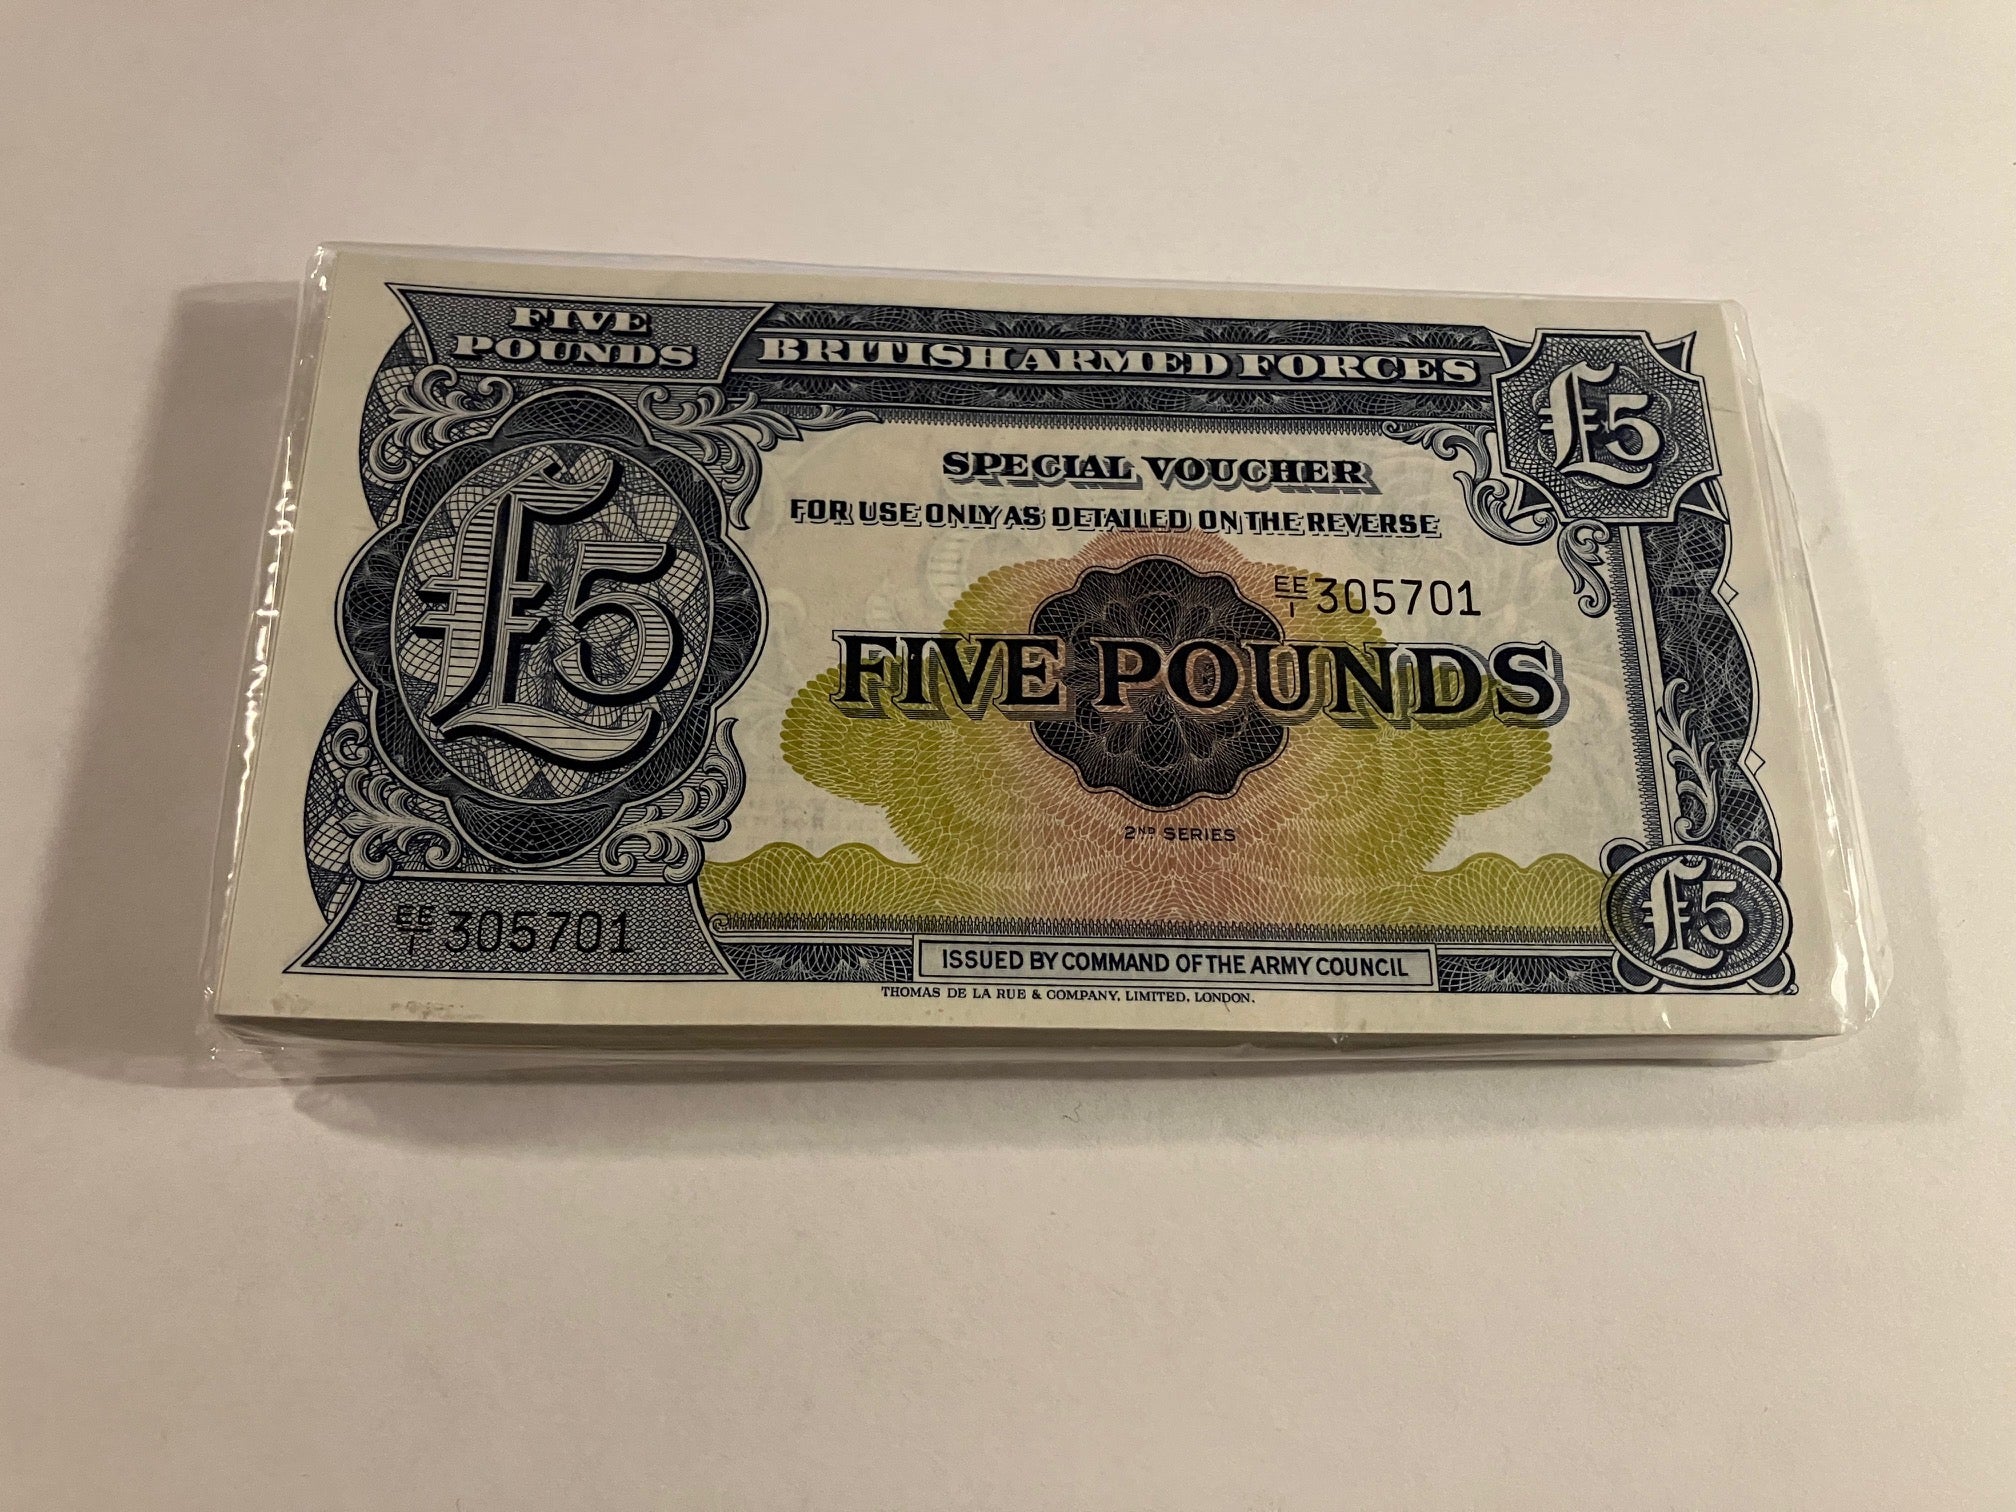 FIVE
POUNDS
BRITISH ARMED FORCES
£5
SPECIAL VOUCHER
FOR USE ONLY AS DETAILED ON THE REVERSE
£5
EE/1 305701
FIVE POUNDS
2ND SERIES
£5
EE/1 305701
ISSUED BY COMMAND OF THE ARMY COUNCIL
THOMAS DE LA RUE & COMPANY, LIMITED, LONDON.